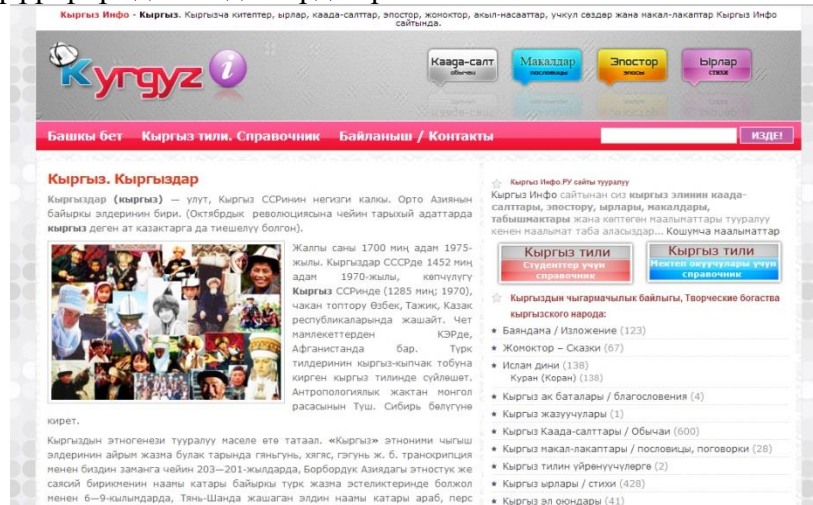 Кыргыз Инфо - Кыргыз. Кыргызча китептер, ырлар, каада-салттар, эпостор, жомоктор, акыл-насааттар, учкул сөздөр жана макал-лакаптар Кыргыз Инфо
сайтында.
Kyrgyz i
Каада-салт
обычаи
Макалдар
пословицы
Эпостор
эпосы
Ырлар
стихи
Башкы бет Кыргыз тили. Справочник Байланыш / Контакты ИЗДЕ!
Кыргыз. Кыргыздар
Кыргыздар (кыргыз) — улут, Кыргыз ССРинин негизги калкы. Орто Азиянын
байыркы элдеринин бири. (Октябрдык революциясына чейин тарыхый адаттарда
кыргыз деген ат казактарга да тиешелүү болгон).
Жалпы саны 1700 миң адам 1975-
жылы. Кыргыздар СССРде 1452 миң
адам 1970-жылы, көпчүлүгү
Кыргыз ССРинде (1285 миң; 1970),
чакан топтору Өзбек, Тажик, Казак
республикаларында жашайт. Чет
мамлекеттерден КЭРде,
Афганистанда бар. Түрк
тилдеринин кыргыз-кыпчак тобуна
кирген кыргыз тилинде сүйлөшөт.
Антропологиялык жактан монгол
расасынын Түш. Сибирь бөлүгүнө
кирет.
Кыргыздын этногенези тууралуу маселе өтө татаал. «Кыргыз» этноними чыгыш
элдеринин айрым жазма булак тарында гяньгунь, хягяс, гэгунь ж. б. транскрипция
менен биздин заманга чейин 203—201-жылдарда, Борбордук Азиядагы этностук же
саясий бирикменин наамы катары байыркы түрк жазма эстеликтеринде болжол
менен 6—9-кылымдарда, Тянь-Шанда жашаган элдин наамы катары араб, перс
Кыргыз Инфо.РУ сайты тууралуу
Кыргыз Инфо сайтынан сиз кыргыз элинин каада-
салттары, эпостору, ырлары, макалдары,
табышмактары жана көптөгөн маалыматтары тууралуу
кенен маалымат таба аласыздар... Кошумча маалыматтар
Кыргыз тили
Студенттер үчүн
справочник
Кыргыз тили
Мектеп окуучулары үчүн
справочник
Кыргыздын чыгармачылык байлыгы, Творческие богаства
кыргызского народа:
Баяндама / Изложение (123)
Жомоктор – Сказки (67)
Ислам дини (138)
Куран (Коран) (138)
Кыргыз ак баталары / благословения (4)
Кыргыз жазуучулары (1)
Кыргыз Каада-салттары / Обычаи (600)
Кыргыз макал-лакаптары / пословицы, поговорки (28)
Кыргыз тилин үйрөнүүчүлөргө (2)
Кыргыз ырлары / стихи (428)
Кыргыз эл оюндары (41)